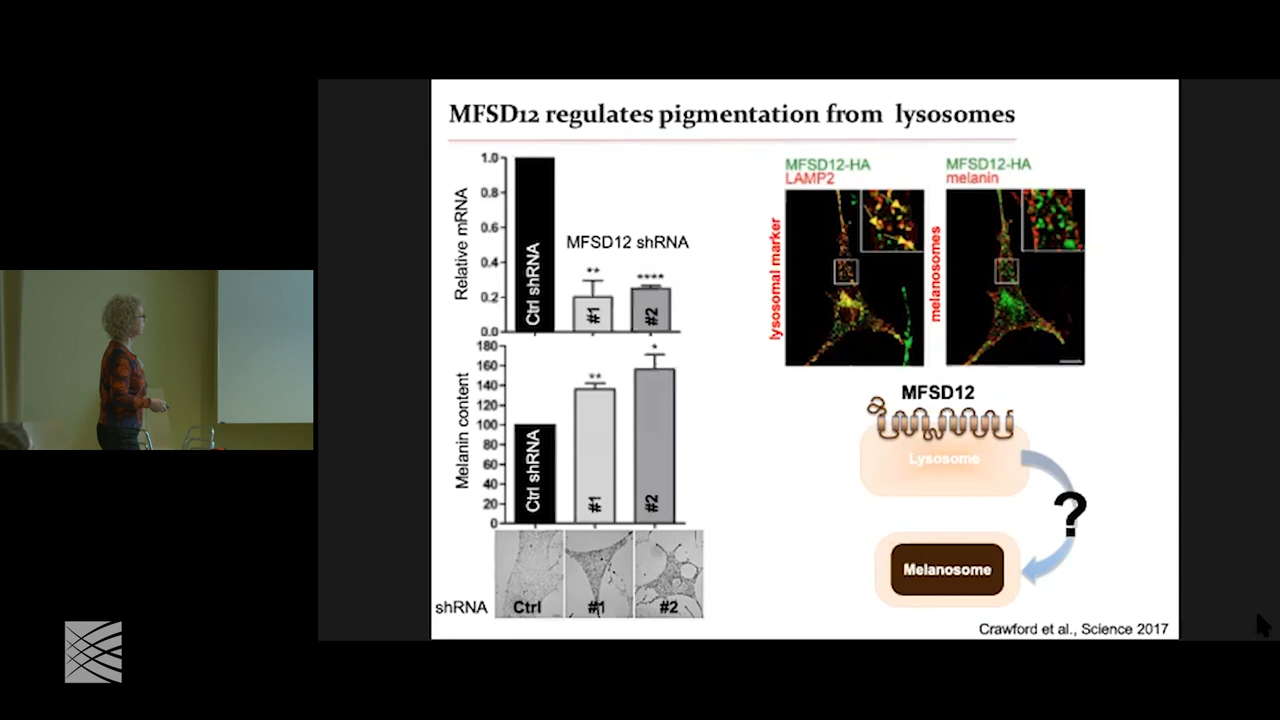 MFSD12 regulates pigmentation from lysosomes
Relative mRNA
1.0
0.8
0.6
0.4
0.2
0.0
Ctrl shRNA
MFSD12 shRNA
**
****
#1
#2
Melanin content
180
160
140
120
100
80
60
40
20
0
Ctrl shRNA
**
*
#1
#2
shRNA
Ctrl
#1
#2
MFSD12-HA
LAMP2
lysosomal marker
MFSD12-HA
melanin
melanosomes
MFSD12
Lysosome
?
Melanosome
Crawford et al., Science 2017